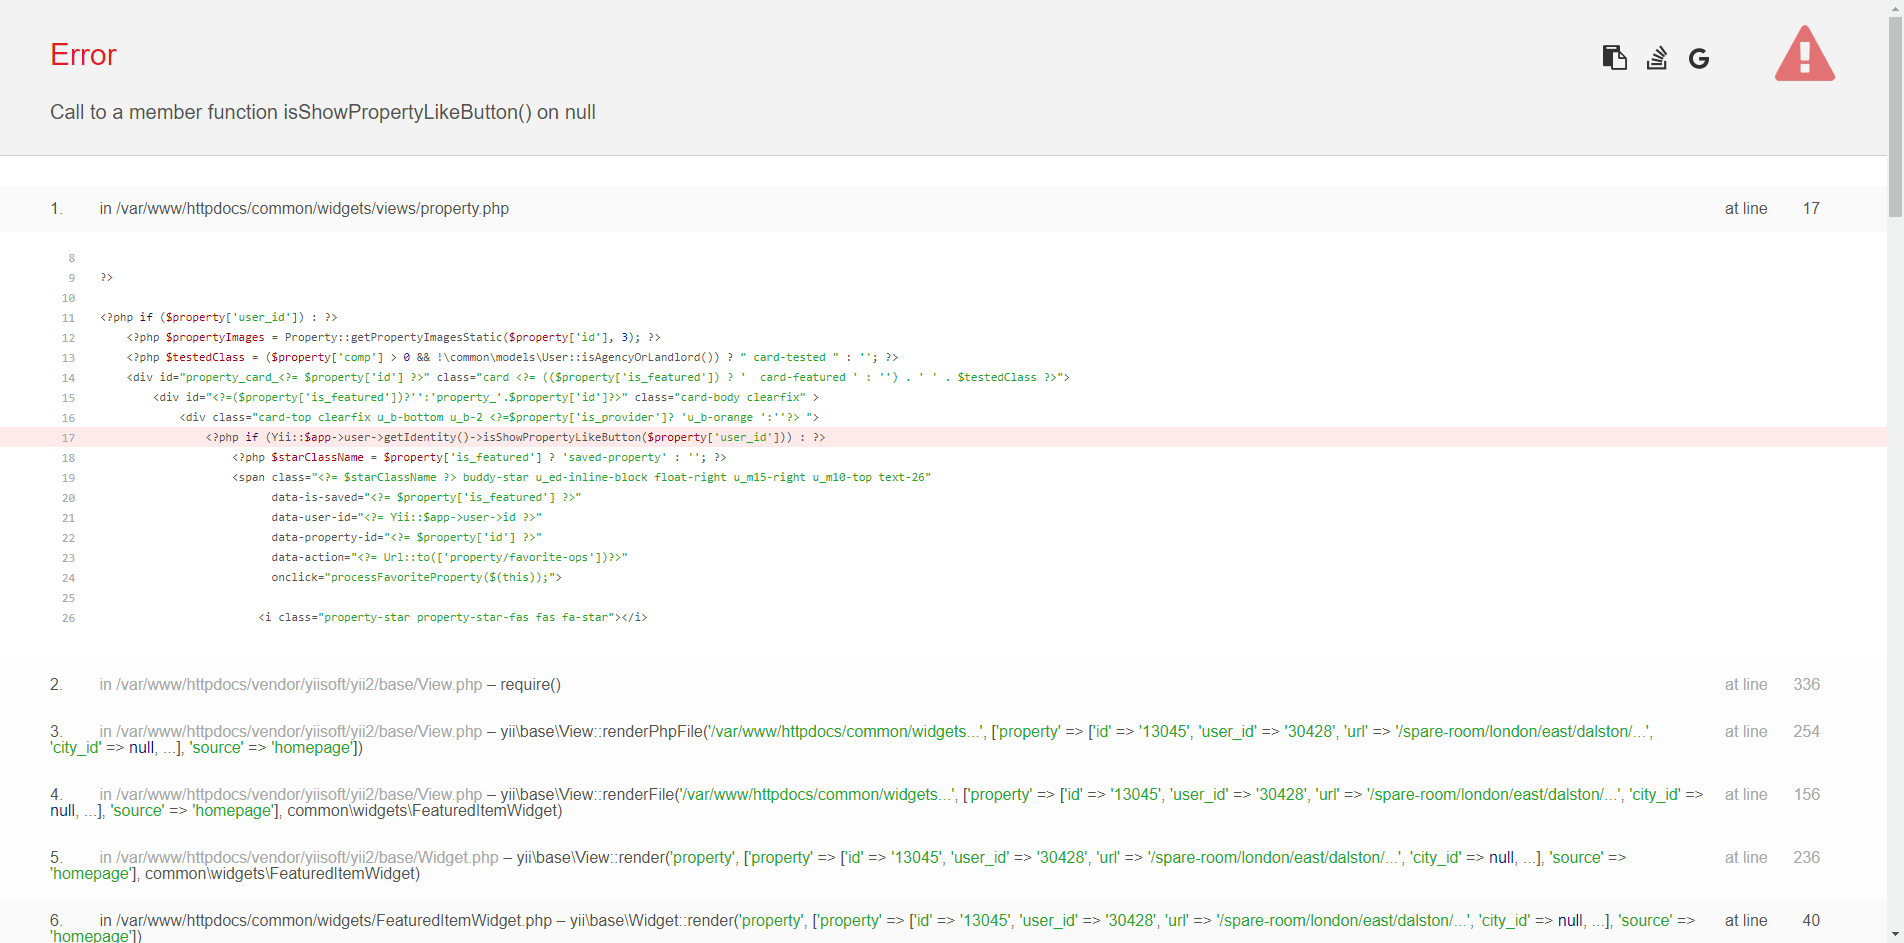 Error
Call to a member function isShowPropertyLikeButton() on null
1. in /var/www/httpdocs/common/widgets/views/property.php at line 17
8
9 ?>
10
11 <?php if ($property['user_id']) : ?>
12 <?php $propertyImages = Property::getPropertyImagesStatic($property['id'], 3); ?>
13 <?php $testedClass = ($property['comp'] > 0 && !\common\models\User::isAgencyOrLandlord()) ? " card-tested " : ''; ?>
14 <div id="property_card_<?= $property['id'] ?>" class="card <?= (($property['is_featured']) ? '  card-featured ' : '') . ' ' . $testedClass ?>">
15 <div id="<?=($property['is_featured'])?'':'property_'.$property['id']?>" class="card-body clearfix" >
16 <div class="card-top clearfix u_b-bottom u_b-2 <?=$property['is_provider']? 'u_b-orange ':''?> ">
17 <?php if (Yii::$app->user->getIdentity()->isShowPropertyLikeButton($property['user_id'])) : ?>
18 <?php $starClassName = $property['is_featured'] ? 'saved-property' : ''; ?>
19 <span class="<?= $starClassName ?> buddy-star u_ed-inline-block float-right u_m15-right u_m10-top text-26"
20 data-is-saved="<?= $property['is_featured'] ?>"
21 data-user-id="<?= Yii::$app->user->id ?>"
22 data-property-id="<?= $property['id'] ?>"
23 data-action="<?= Url::to(['property/favorite-ops'])?>"
24 onclick="processFavoriteProperty($(this));">
25
26 <i class="property-star property-star-fas fas fa-star"></i>
2. in /var/www/httpdocs/vendor/yiisoft/yii2/base/View.php – require() at line 336
3. in /var/www/httpdocs/vendor/yiisoft/yii2/base/View.php – yii\base\View::renderPhpFile('/var/www/httpdocs/common/widgets...', ['property' => ['id' => '13045', 'user_id' => '30428', 'url' => '/spare-room/london/east/dalston/...', at line 254
'city_id' => null, ...], 'source' => 'homepage'])
4. in /var/www/httpdocs/vendor/yiisoft/yii2/base/View.php – yii\base\View::renderFile('/var/www/httpdocs/common/widgets...', ['property' => ['id' => '13045', 'user_id' => '30428', 'url' => '/spare-room/london/east/dalston/...', 'city_id' => at line 156
null, ...], 'source' => 'homepage'], common\widgets\FeaturedItemWidget)
5. in /var/www/httpdocs/vendor/yiisoft/yii2/base/Widget.php – yii\base\View::render('property', ['property' => ['id' => '13045', 'user_id' => '30428', 'url' => '/spare-room/london/east/dalston/...', 'city_id' => null, ...], 'source' => at line 236
'homepage'], common\widgets\FeaturedItemWidget)
6. in /var/www/httpdocs/common/widgets/FeaturedItemWidget.php – yii\base\Widget::render('property', ['property' => ['id' => '13045', 'user_id' => '30428', 'url' => '/spare-room/london/east/dalston/...', 'city_id' => null, ...], 'source' => at line 40
'homepage'])